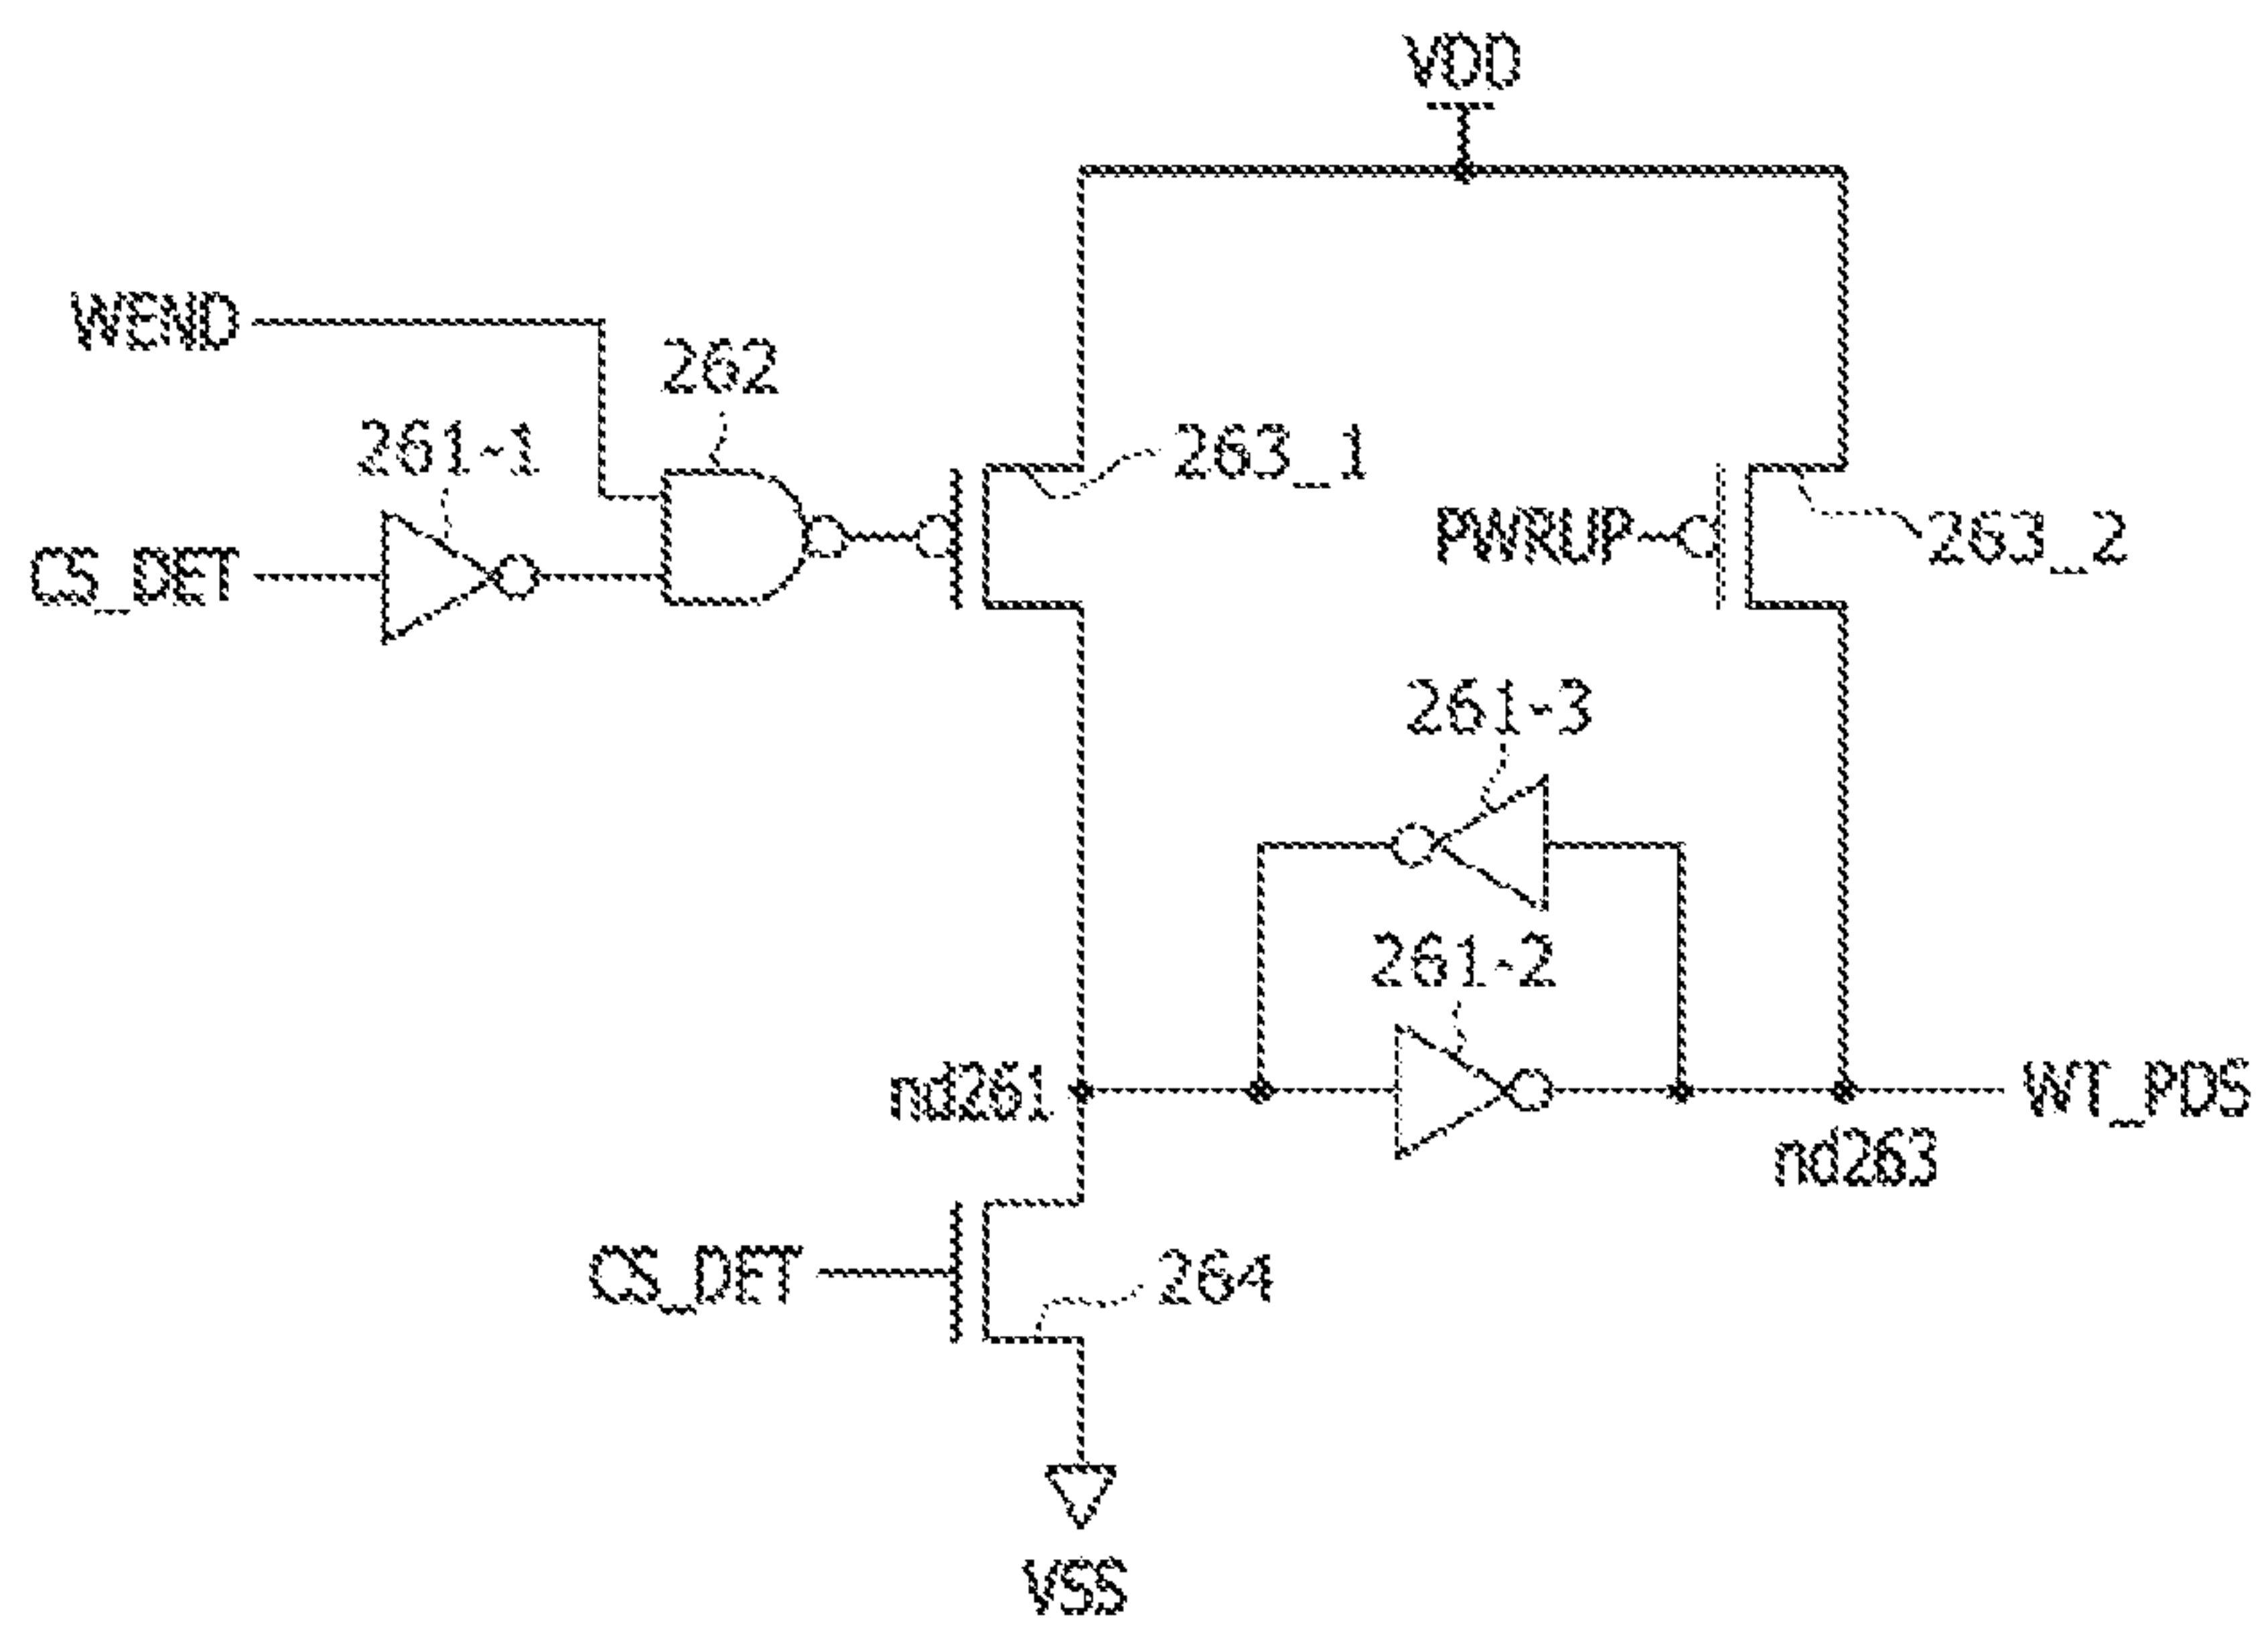 VDD
WEND
262
261-1
263_1
CS_DET
PWRUP
263_2
261-3
261-2
nd261
WT_PDS
nd263
CS_DET
264
VSS